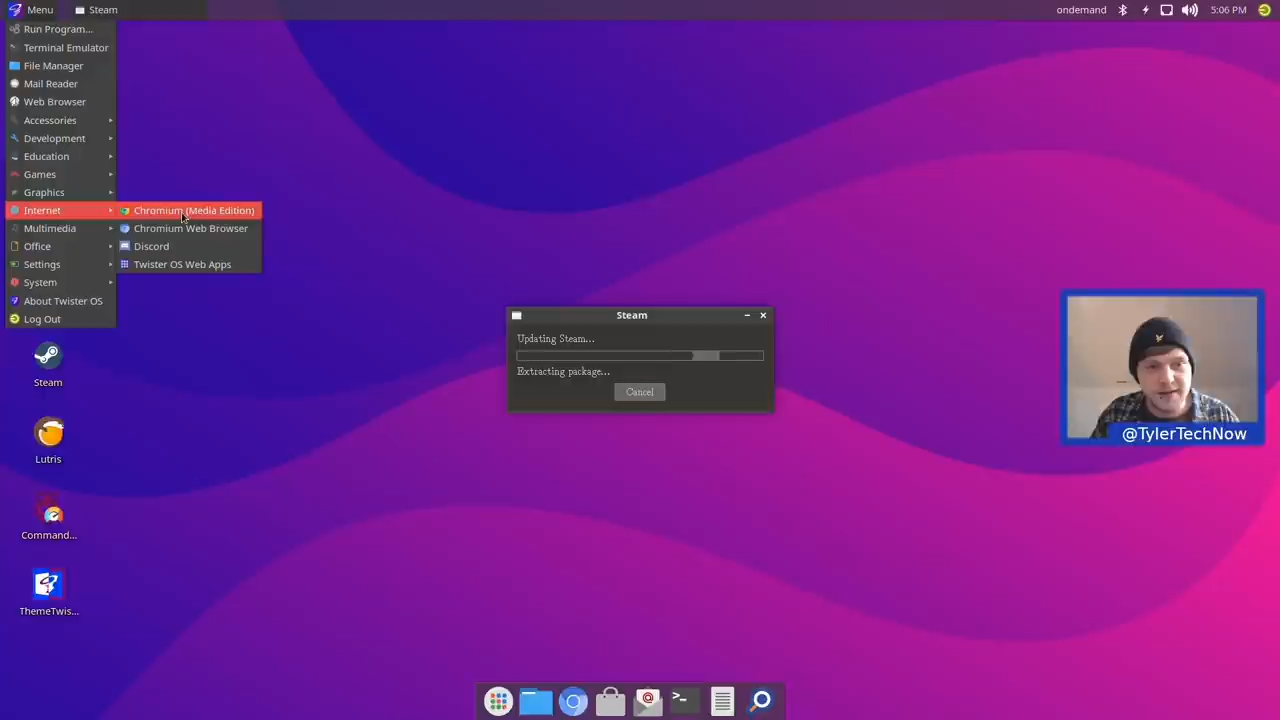 Menu
Steam
ondemand
5:06 PM
Run Program...
Terminal Emulator
File Manager
Mail Reader
Web Browser
Accessories
Development
Education
Games
Graphics
Internet
Multimedia
Office
Settings
System
About Twister OS
Log Out
Chromium (Media Edition)
Chromium Web Browser
Discord
Twister OS Web Apps
Steam
Updating Steam...
Extracting package...
Cancel
@TylerTechNow
Steam
Lutris
Command...
ThemeTwis...